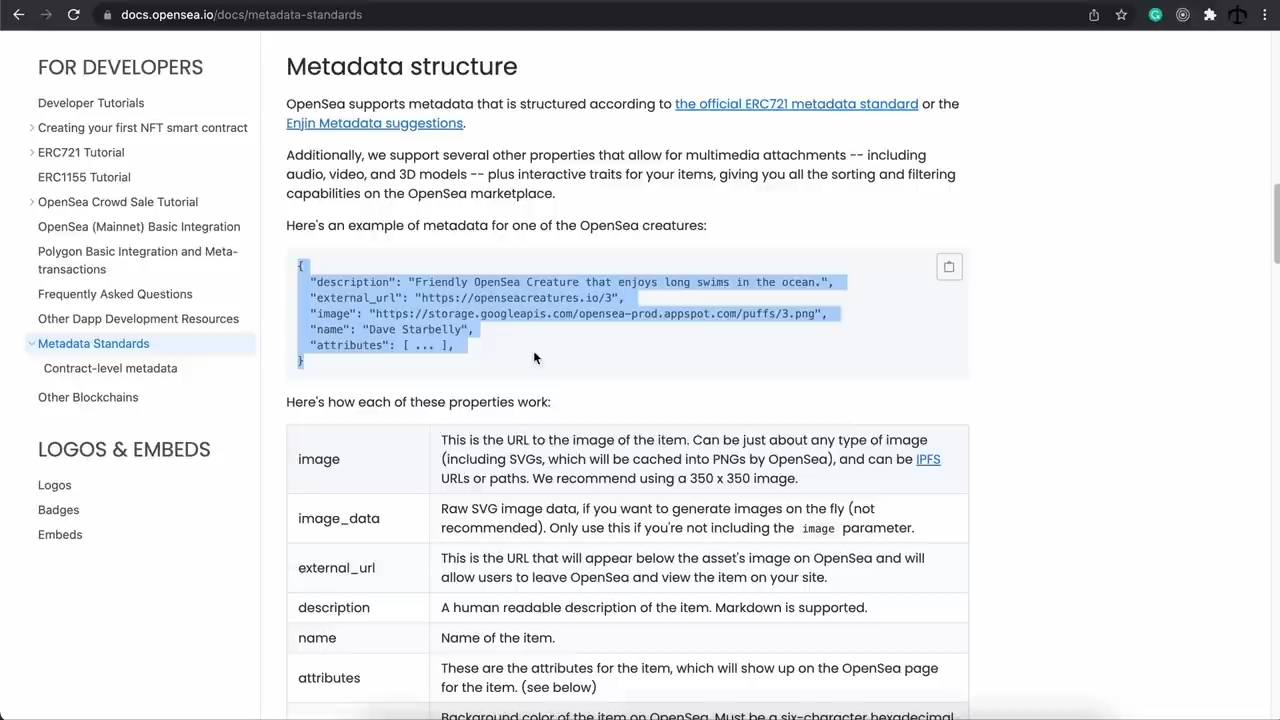 docs.opensea.io/docs/metadata-standards
FOR DEVELOPERS
Developer Tutorials
Creating your first NFT smart contract
ERC721 Tutorial
ERC1155 Tutorial
OpenSea Crowd Sale Tutorial
OpenSea (Mainnet) Basic Integration
Polygon Basic Integration and Meta-
transactions
Frequently Asked Questions
Other Dapp Development Resources
Metadata Standards
Contract-level metadata
Other Blockchains
LOGOS & EMBEDS
Logos
Badges
Embeds
Metadata structure
OpenSea supports metadata that is structured according to the official ERC721 metadata standard or the
Enjin Metadata suggestions.
Additionally, we support several other properties that allow for multimedia attachments -- including
audio, video, and 3D models -- plus interactive traits for your items, giving you all the sorting and filtering
capabilities on the OpenSea marketplace.
Here's an example of metadata for one of the OpenSea creatures:
{
"description": "Friendly OpenSea Creature that enjoys long swims in the ocean.",
"external_url": "https://openseacreatures.io/3",
"image": "https://storage.googleapis.com/opensea-prod.appspot.com/puffs/3.png",
"name": "Dave Starbelly",
"attributes": [ ... ],
}
Here's how each of these properties work:
image
This is the URL to the image of the item. Can be just about any type of image
(including SVGs, which will be cached into PNGs by OpenSea), and can be IPFS
URLs or paths. We recommend using a 350 x 350 image.
image_data
Raw SVG image data, if you want to generate images on the fly (not
recommended). Only use this if you're not including the image parameter.
external_url
This is the URL that will appear below the asset's image on OpenSea and will
allow users to leave OpenSea and view the item on your site.
description
A human readable description of the item. Markdown is supported.
name
Name of the item.
attributes
These are the attributes for the item, which will show up on the OpenSea page
for the item. (see below)
Background color of the item on OpenSea. Must be a six-character hexadecimal